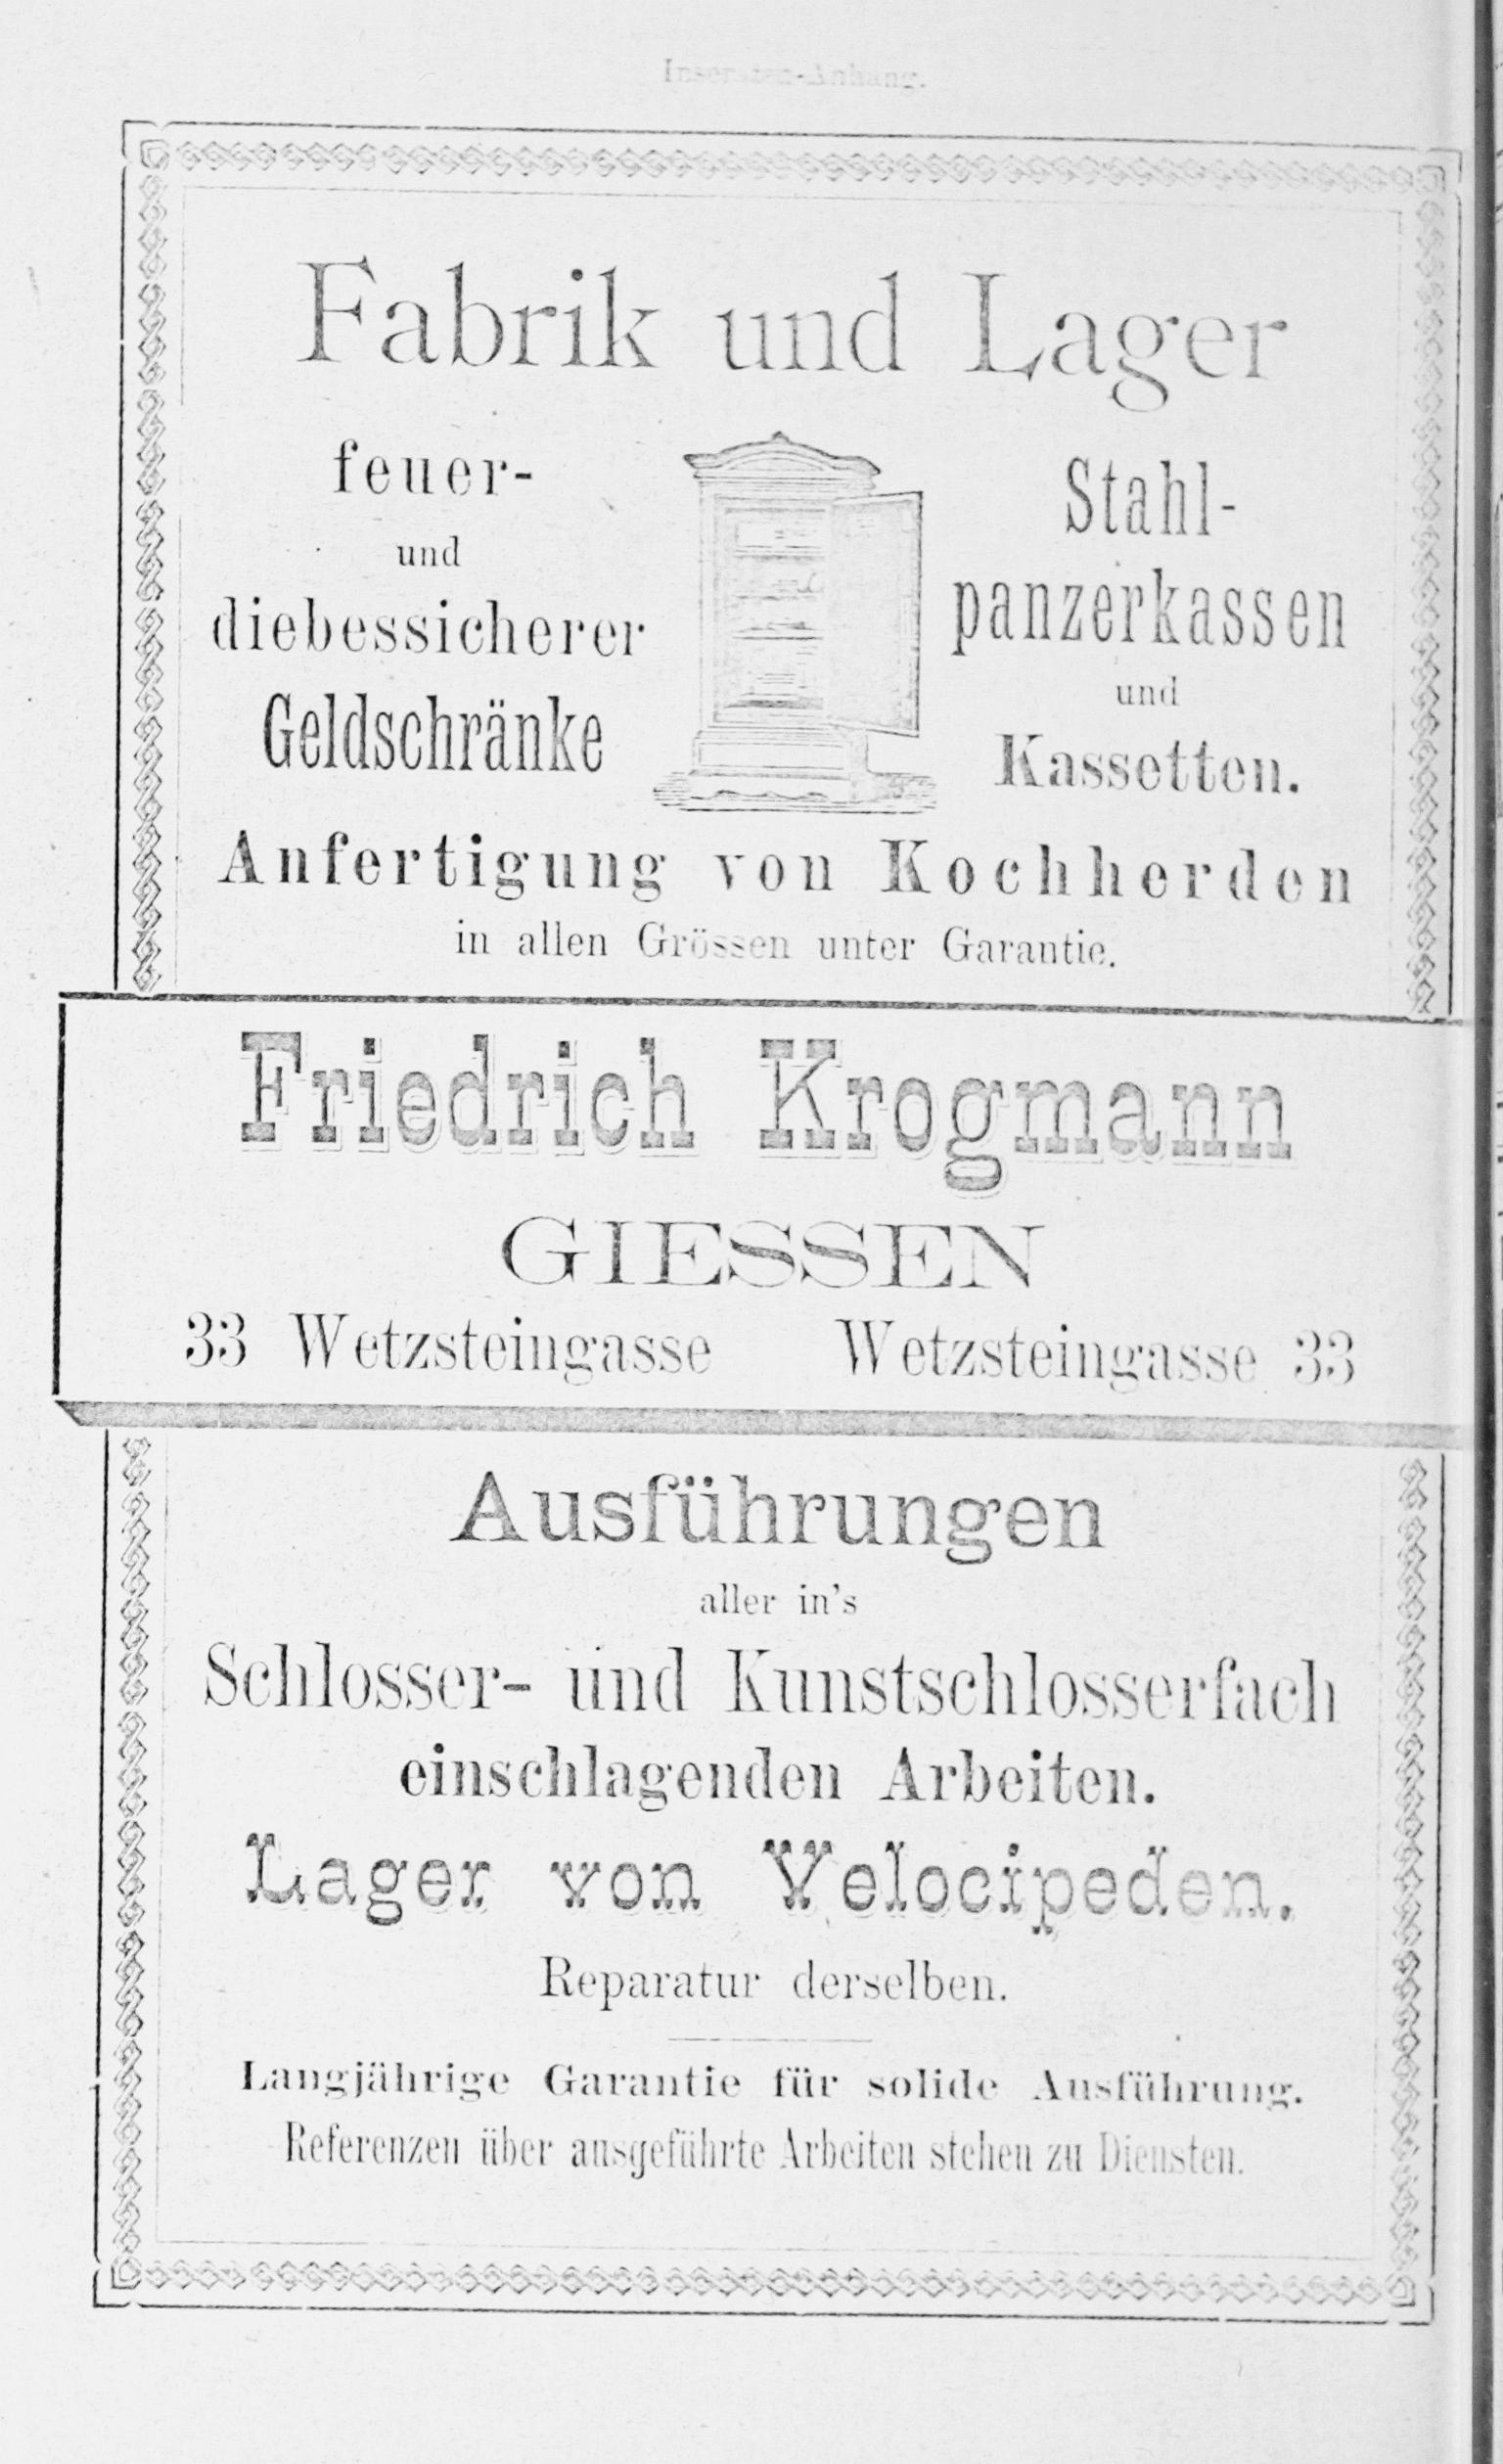 Inseraten-Anhang.
Fabrik und Lager
feuer-
und
diebessicherer
Geldschränke
Stahl-
panzerkassen
und
Kassetten.
Anfertigung von Kochherden
in allen Grössen unter Garantie.
Friedrich Krogmann
GIESSEN
33 Wetzsteingasse Wetzsteingasse 33
Ausführungen
aller in's
Schlosser- und Kunstschlosserfach
einschlagenden Arbeiten.
Lager von Velocipeden.
Reparatur derselben.
Langjährige Garantie für solide Ausführung.
Referenzen über ausgeführte Arbeiten stehen zu Diensten.